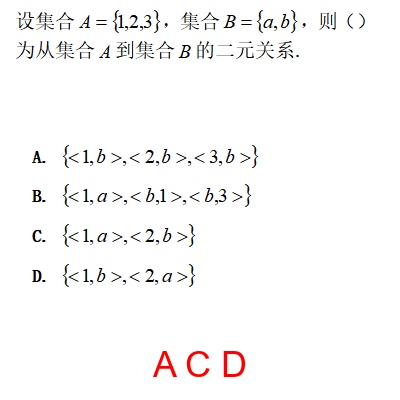 设集合 A = {1,2,3}，集合 B = {a,b}，则（）
为从集合 A 到集合 B 的二元关系.
A. {<1,b>,<2,b>,<3,b>}
B. {<1,a>,<b,1>,<b,3>}
C. {<1,a>,<2,b>}
D. {<1,b>,<2,a>}
A C D